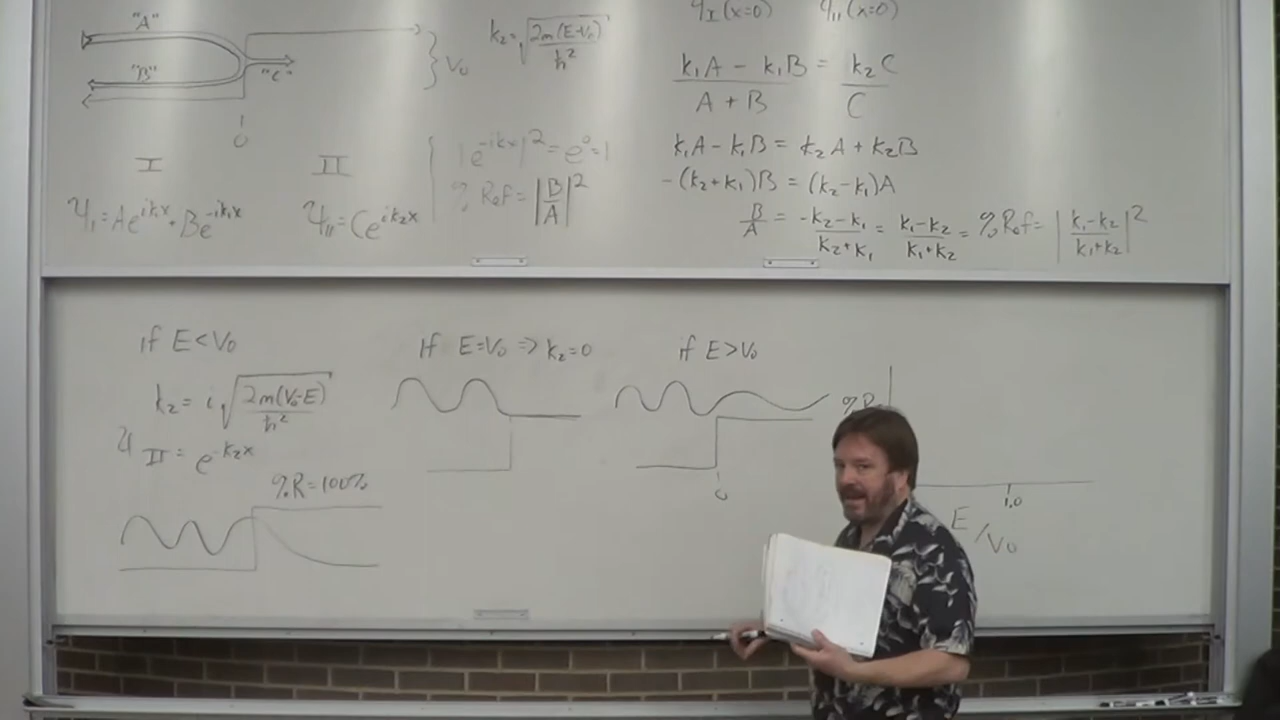 "A"
"B"
"C"
V₀
0
I
II
Ψ_I = Ae^{ik₁x} + Be^{-ik₁x}
Ψ_II = Ce^{ik₂x}
k₂ = √(2m(E-V₀)/ħ²)
|e^{-ikx}|² = e⁰ = 1
% Ref = |B/A|²
Ψ_I(x=0) Ψ_II(x=0)
(k₁A - k₁B)/(A + B) = k₂C/C
k₁A - k₁B = k₂A + k₂B
-(k₂+k₁)B = (k₂-k₁)A
B/A = (-k₂-k₁)/(k₂+k₁) = (k₁-k₂)/(k₁+k₂) = %Ref = |(k₁-k₂)/(k₁+k₂)|²
if E<V₀
k₂ = i√(2m(V₀-E)/ħ²)
Ψ_II = e^{-k₂x}
%R=100%
If E=V₀ ⇒ k₂=0
if E>V₀
0
%R
1.0
E/V₀